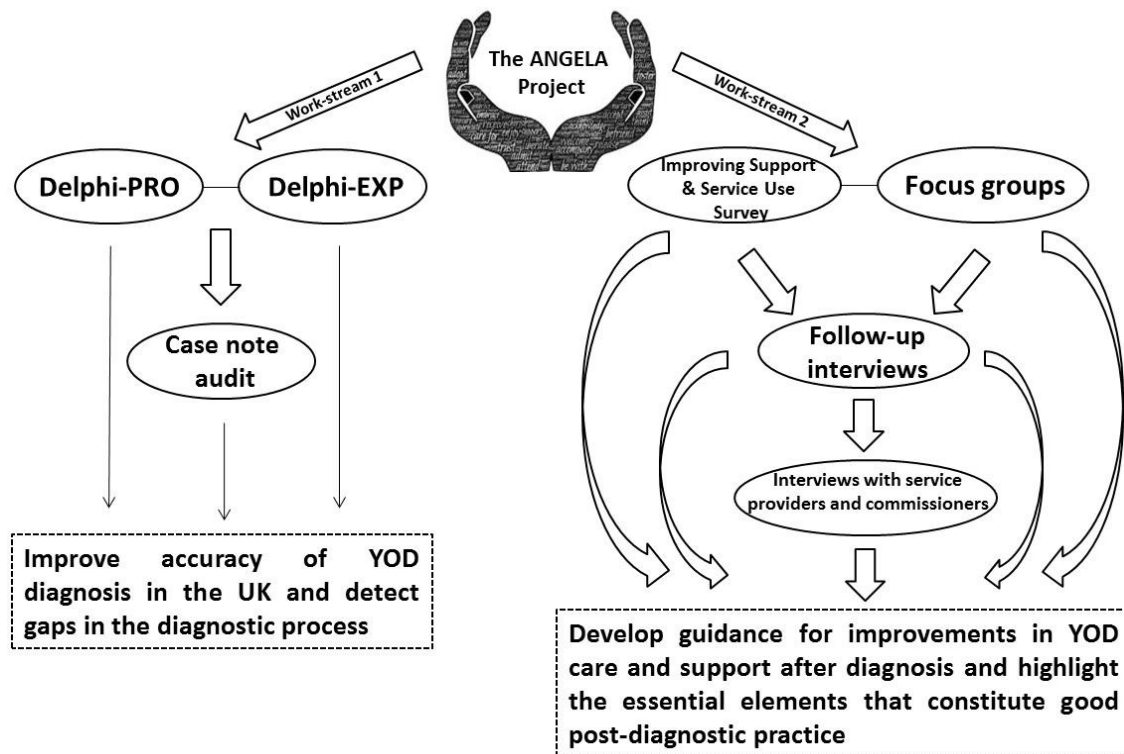 The ANGELA
Project
Work-stream 1
Work-stream 2
Delphi-PRO
Delphi-EXP
Improving Support
& Service Use
Survey
Focus groups
Case note
audit
Follow-up
interviews
Interviews with service
providers and commissioners
Improve accuracy of YOD
diagnosis in the UK and detect
gaps in the diagnostic process
Develop guidance for improvements in YOD
care and support after diagnosis and highlight
the essential elements that constitute good
post-diagnostic practice